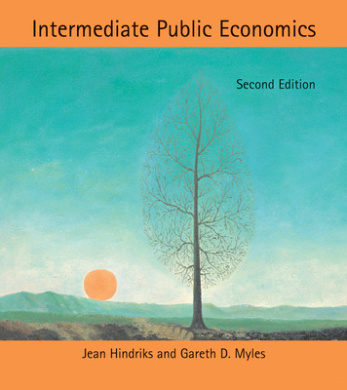 Intermediate Public Economics
Second Edition
Jean Hindriks and Gareth D. Myles